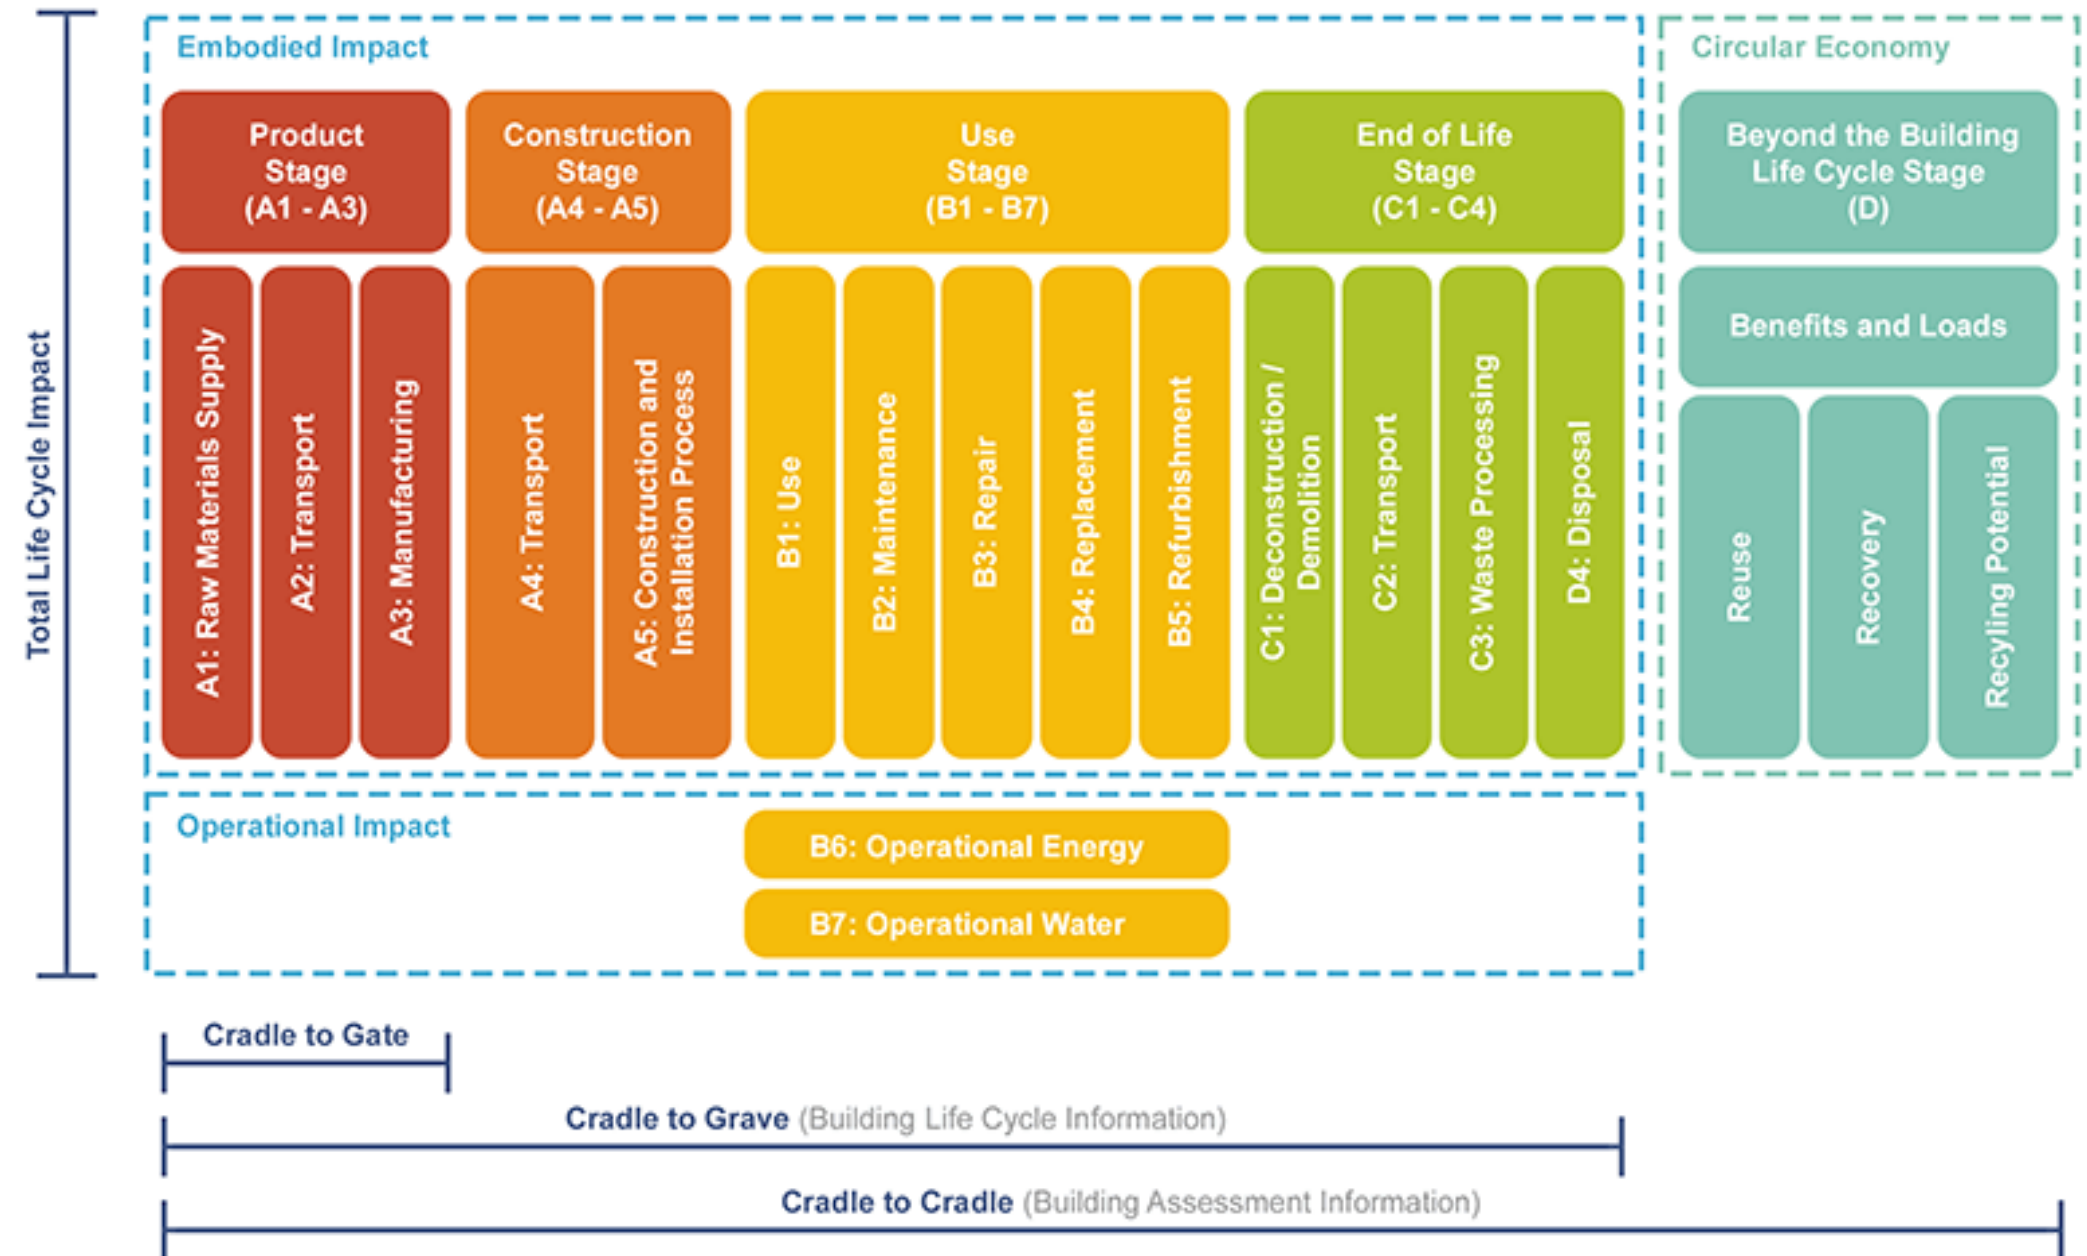 Total Life Cycle Impact
Embodied Impact
Product
Stage
(A1 - A3)
A1: Raw Materials Supply
A2: Transport
A3: Manufacturing
Construction
Stage
(A4 - A5)
A4: Transport
A5: Construction and
Installation Process
Use
Stage
(B1 - B7)
B1: Use
B2: Maintenance
B3: Repair
B4: Replacement
B5: Refurbishment
End of Life
Stage
(C1 - C4)
C1: Deconstruction /
Demolition
C2: Transport
C3: Waste Processing
D4: Disposal
Circular Economy
Beyond the Building
Life Cycle Stage
(D)
Benefits and Loads
Reuse
Recovery
Recyling Potential
Operational Impact
B6: Operational Energy
B7: Operational Water
Cradle to Gate
Cradle to Grave (Building Life Cycle Information)
Cradle to Cradle (Building Assessment Information)